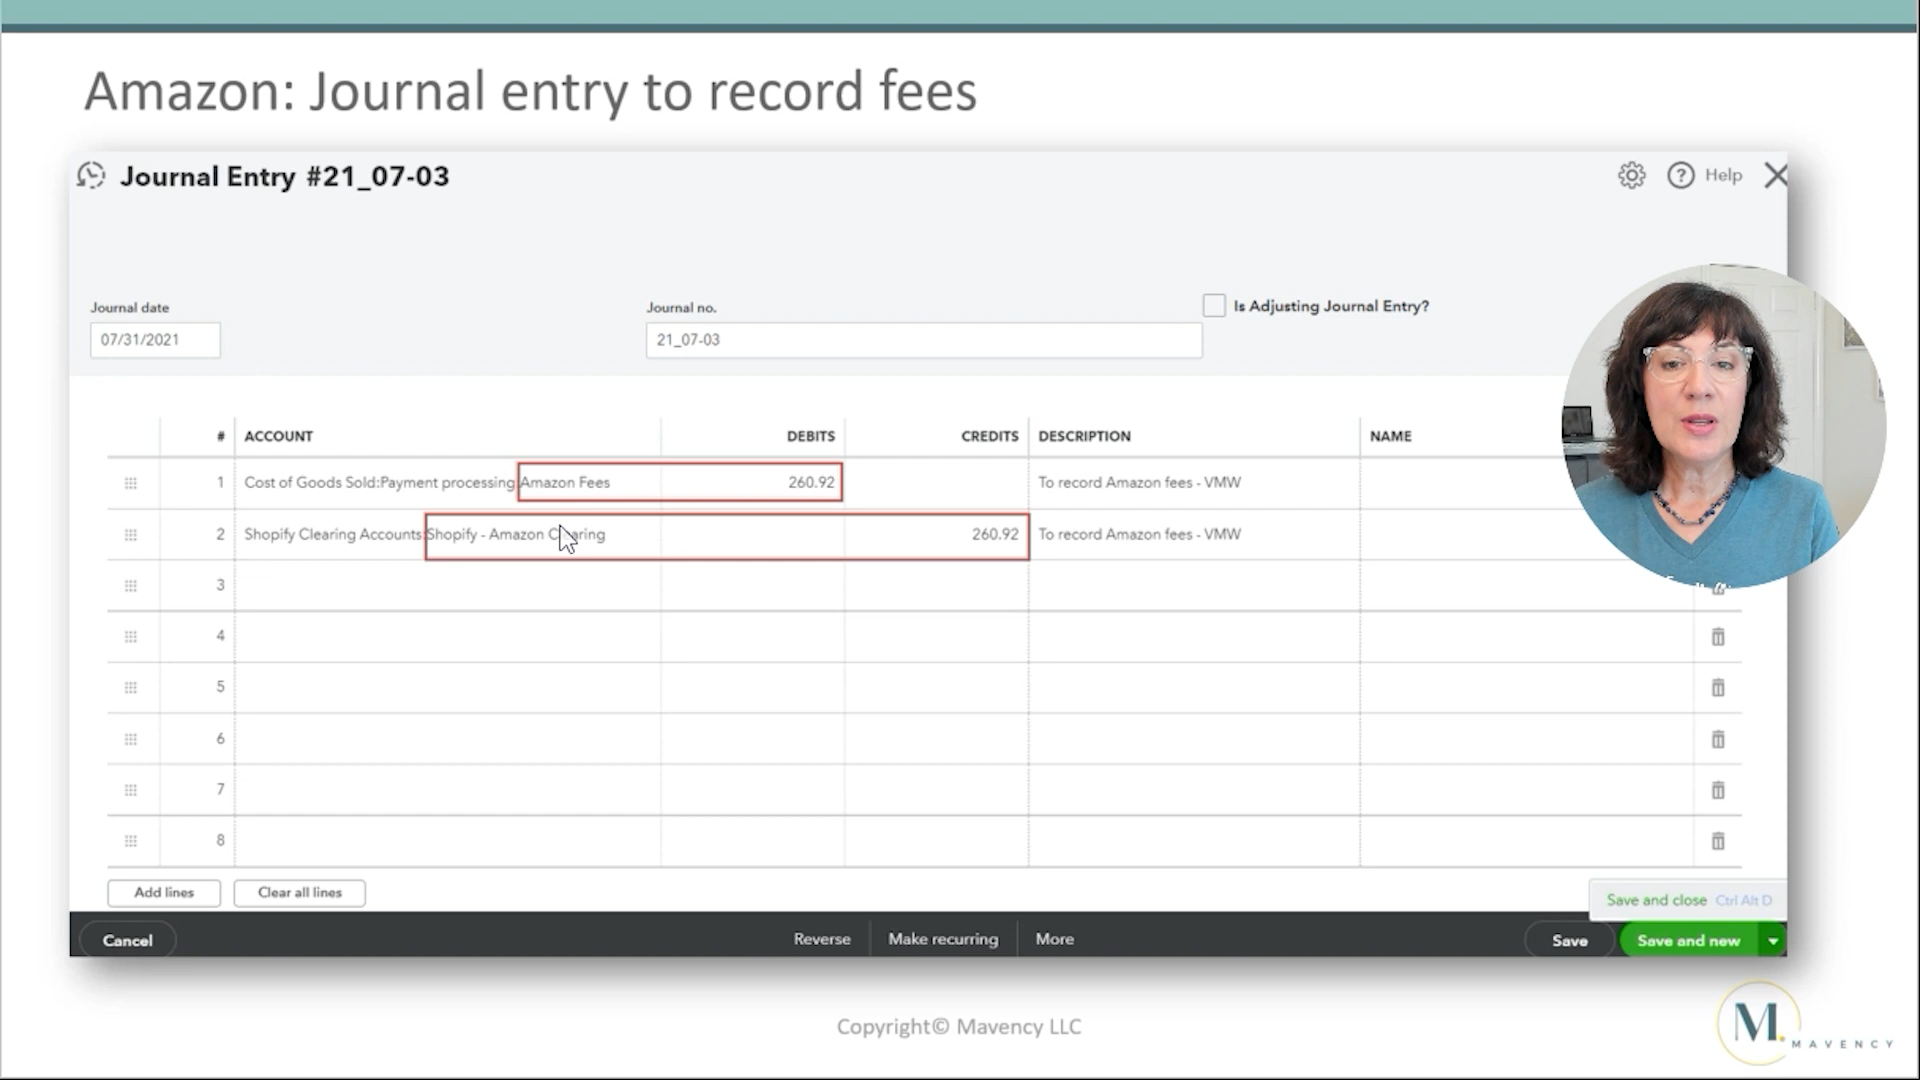 Amazon: Journal entry to record fees
Journal Entry #21_07-03
? Help
Journal date
Journal no.
Is Adjusting Journal Entry?
07/31/2021
21_07-03
# ACCOUNT DEBITS CREDITS DESCRIPTION NAME
1 Cost of Goods Sold:Payment processing Amazon Fees 260.92 To record Amazon fees - VMW
2 Shopify Clearing Accounts:Shopify - Amazon Clearing 260.92 To record Amazon fees - VMW
3
4
5
6
7
8
Add lines Clear all lines
Save and close Ctrl Alt D
Cancel Reverse Make recurring More Save Save and new
Copyright© Mavency LLC
M.
MAVENCY